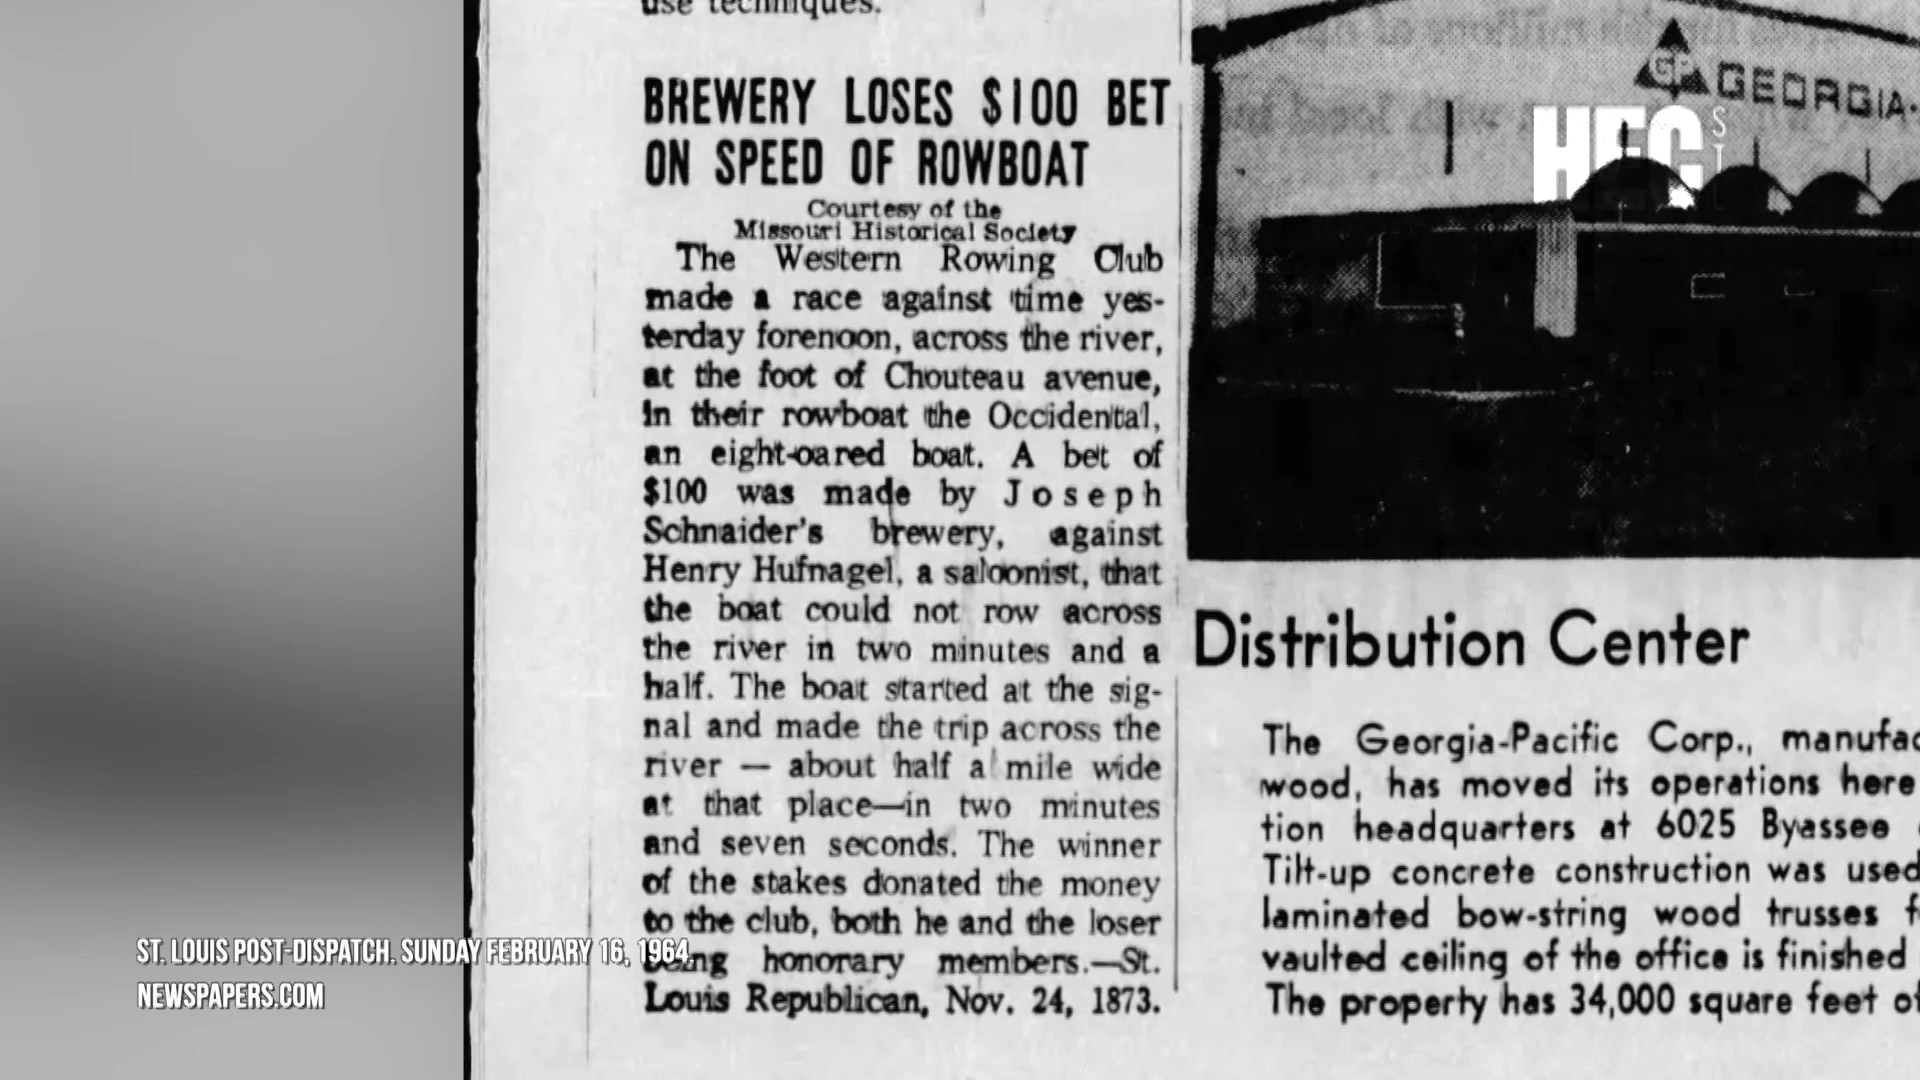 use techniques.
BREWERY LOSES $100 BET
ON SPEED OF ROWBOAT
Courtesy of the
Missouri Historical Society
The Western Rowing Club
made a race against time yes-
terday forenoon, across the river,
at the foot of Chouteau avenue,
in their rowboat the Occidental,
an eight-oared boat. A bet of
$100 was made by Joseph
Schnaider's brewery, against
Henry Hufnagel, a saloonist, that
the boat could not row across
the river in two minutes and a
half. The boat started at the sig-
nal and made the trip across the
river — about half a mile wide
at that place—in two minutes
and seven seconds. The winner
of the stakes donated the money
to the club, both he and the loser
being honorary members.—St.
Louis Republican, Nov. 24, 1873.
GP GEORGIA-
HEC
Distribution Center
The Georgia-Pacific Corp., manufac
wood, has moved its operations here
tion headquarters at 6025 Byassee
Tilt-up concrete construction was used
laminated bow-string wood trusses f
vaulted ceiling of the office is finished
The property has 34,000 square feet of
ST. LOUIS POST-DISPATCH, SUNDAY FEBRUARY 16, 1964,
NEWSPAPERS.COM